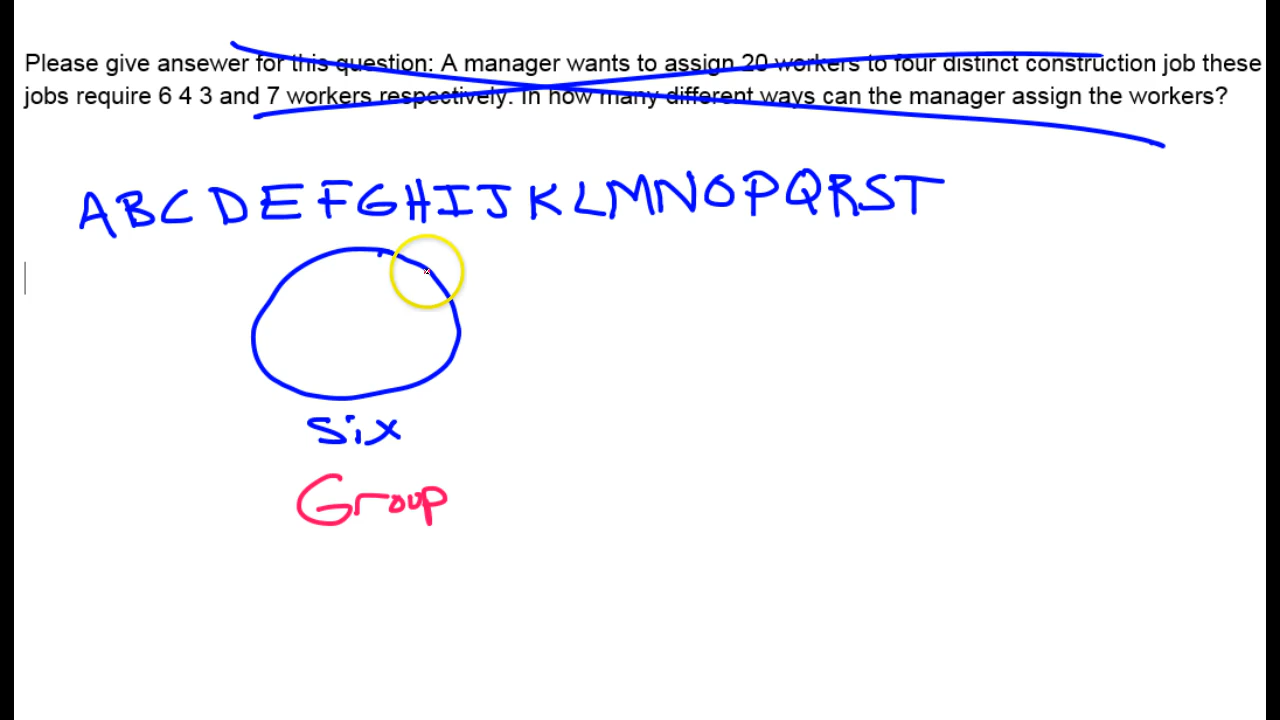 Please give ansewer for this question: A manager wants to assign 20 workers to four distinct construction job these
jobs require 6 4 3 and 7 workers respectively. In how many different ways can the manager assign the workers?
A B C D E F G H I J K L M N O P Q R S T
Six
Group